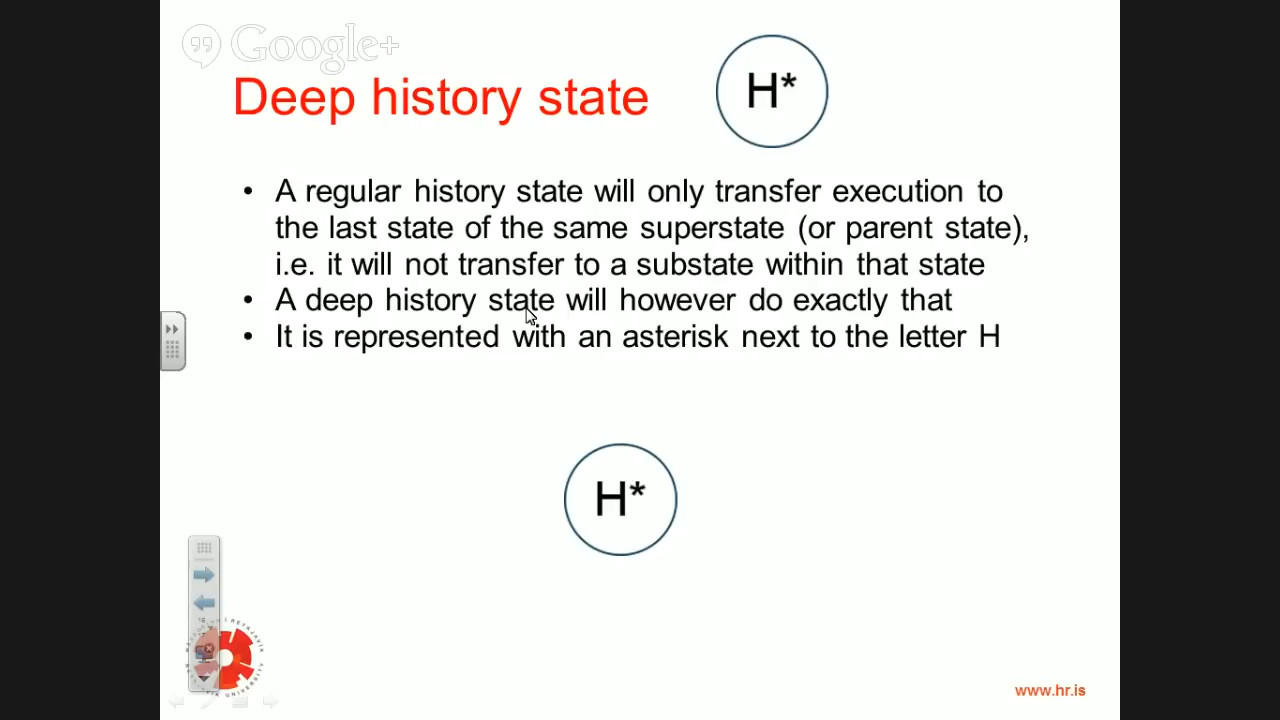 Google+
Deep history state
H*
• A regular history state will only transfer execution to
the last state of the same superstate (or parent state),
i.e. it will not transfer to a substate within that state
• A deep history state will however do exactly that
• It is represented with an asterisk next to the letter H
H*
16
www.hr.is